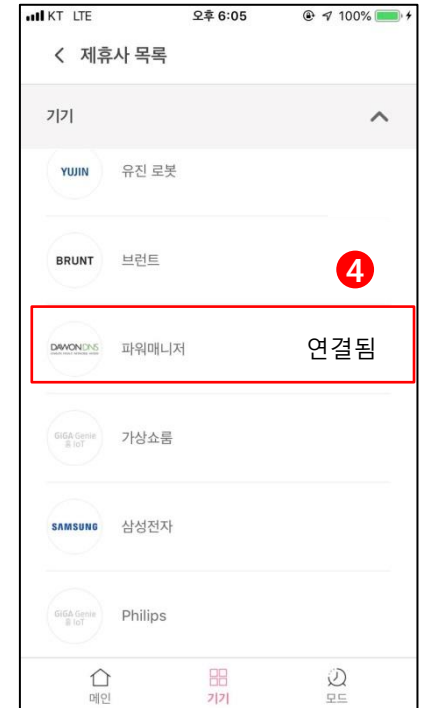 KT LTE 오후 6:05 100%
제휴사 목록
기기
YUJIN 유진 로봇
BRUNT 브런트
4
DAWONDNS 파워매니저 연결됨
GiGA Genie
홈 IoT
가상쇼룸
SAMSUNG 삼성전자
GiGA Genie
홈 IoT
Philips
메인 기기 모드